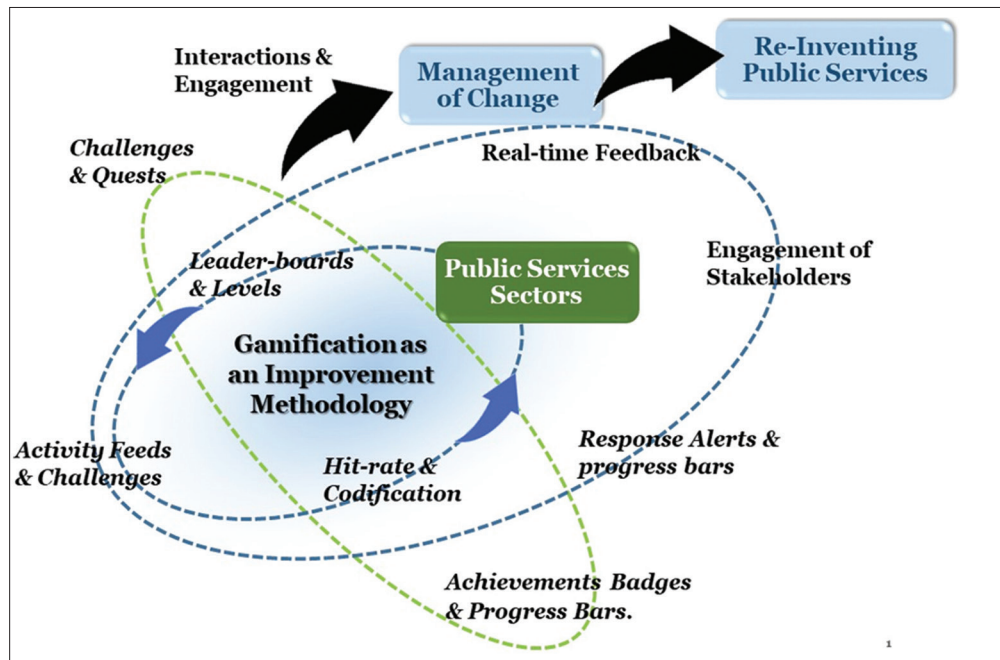 Interactions &
Engagement
Management
of Change
Re-Inventing
Public Services
Challenges
& Quests
Real-time Feedback
Leader-boards
& Levels
Public Services
Sectors
Engagement of
Stakeholders
Gamification as
an Improvement
Methodology
Activity Feeds
& Challenges
Hit-rate &
Codification
Response Alerts &
progress bars
Achievements Badges
& Progress Bars.
1